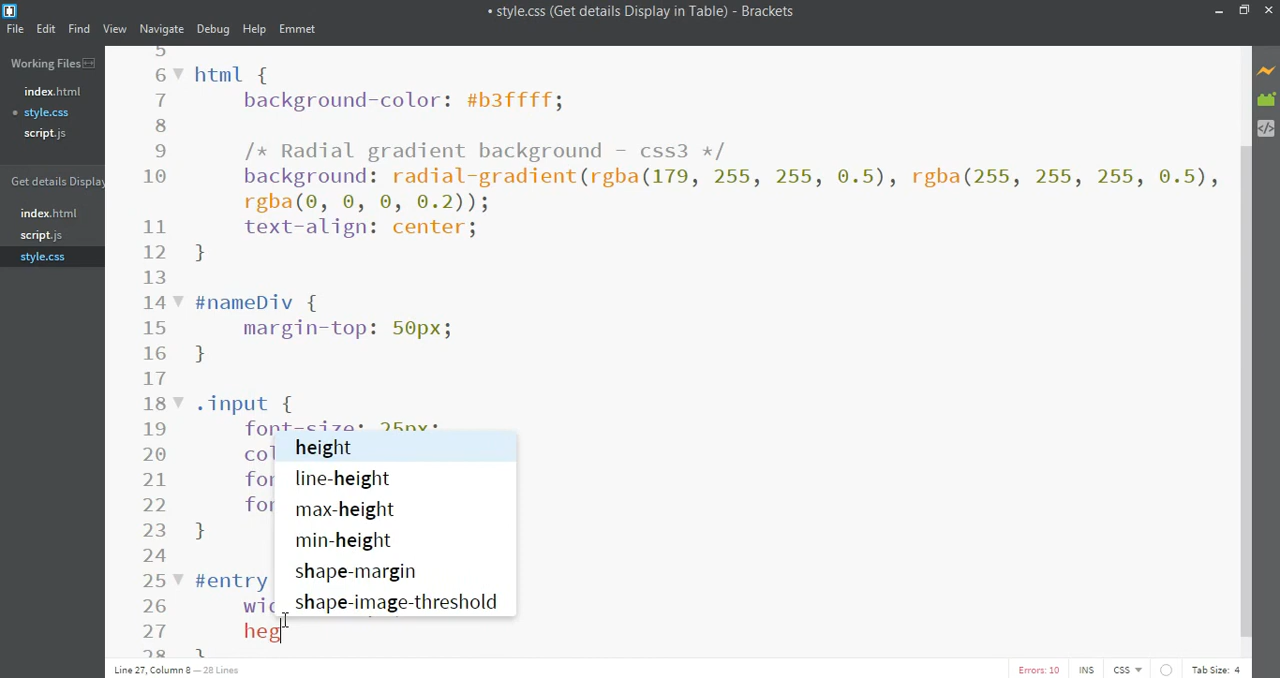 • style.css (Get details Display in Table) - Brackets
File Edit Find View Navigate Debug Help Emmet
Working Files
index.html
• style.css
script.js
Get details Display
index.html
script.js
style.css
5
6 html {
7 background-color: #b3ffff;
8
9 /* Radial gradient background - css3 */
10 background: radial-gradient(rgba(179, 255, 255, 0.5), rgba(255, 255, 255, 0.5),
rgba(0, 0, 0, 0.2));
11 text-align: center;
12 }
13
14 #nameDiv {
15 margin-top: 50px;
16 }
17
18 .input {
19 font-size: 25px;
20 col
21 for
22 for
23 }
24
25 #entry
26 wid
27 heg
28 }
height
line-height
max-height
min-height
shape-margin
shape-image-threshold
Line 27, Column 8 — 28 Lines
Errors: 10 INS CSS Tab Size: 4